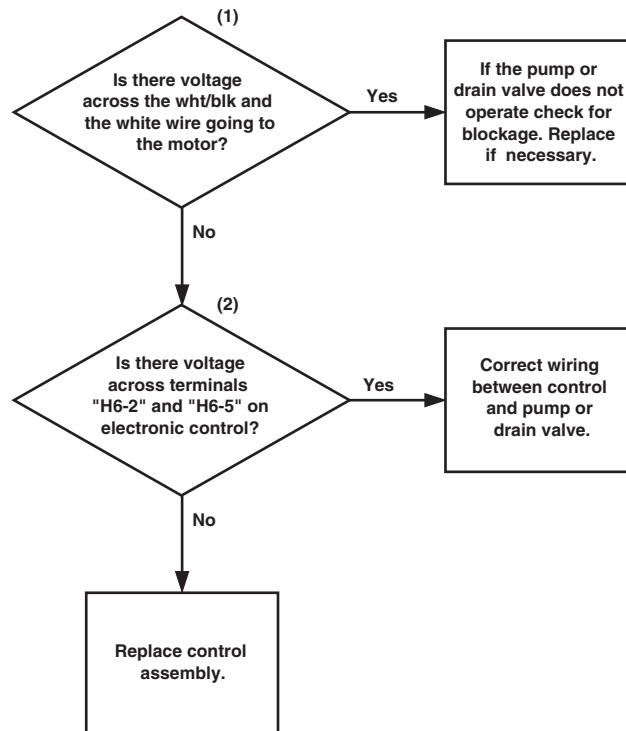 (1)
Is there voltage
across the wht/blk and
the white wire going to
the motor?
Yes
If the pump or
drain valve does not
operate check for
blockage. Replace
if necessary.
No
(2)
Is there voltage
across terminals
"H6-2" and "H6-5" on
electronic control?
Yes
Correct wiring
between control
and pump or
drain valve.
No
Replace control
assembly.